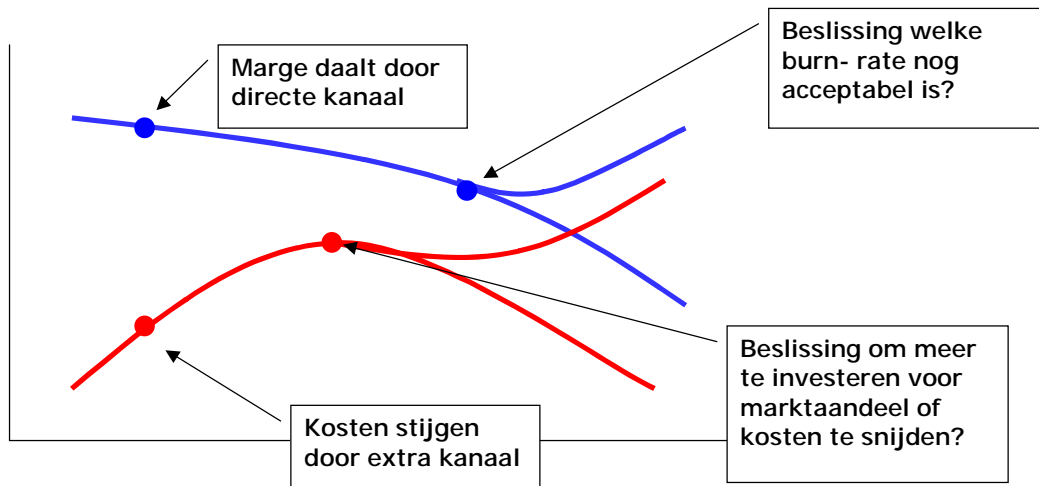 Marge daalt door
directe kanaal
Beslissing welke
burn- rate nog
acceptabel is?
Kosten stijgen
door extra kanaal
Beslissing om meer
te investeren voor
marktaandeel of
kosten te snijden?